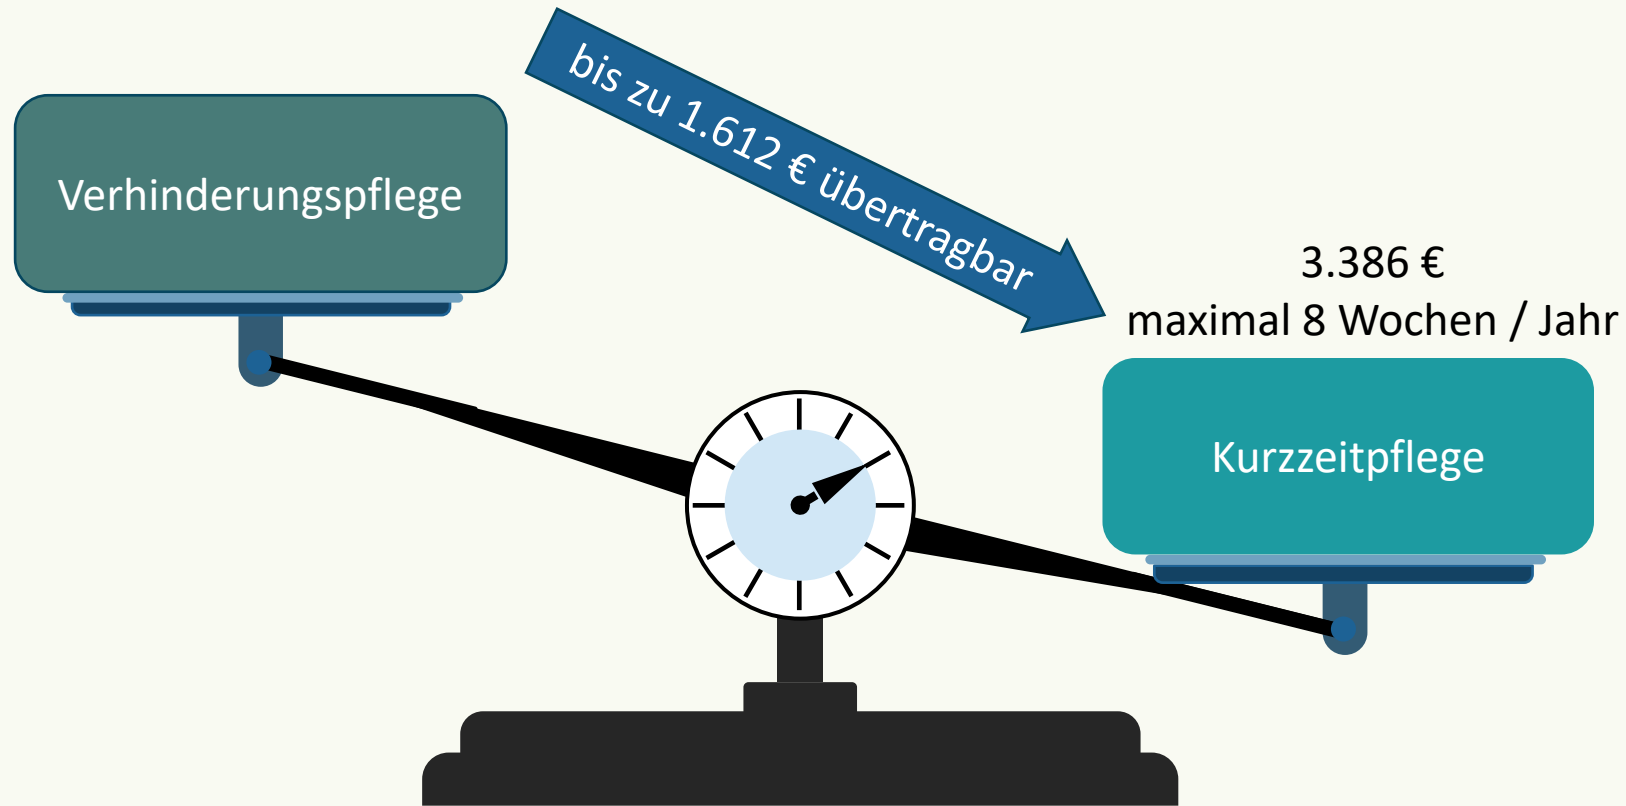 bis zu 1.612 € übertragbar
Verhinderungspflege
3.386 €
maximal 8 Wochen / Jahr
Kurzzeitpflege